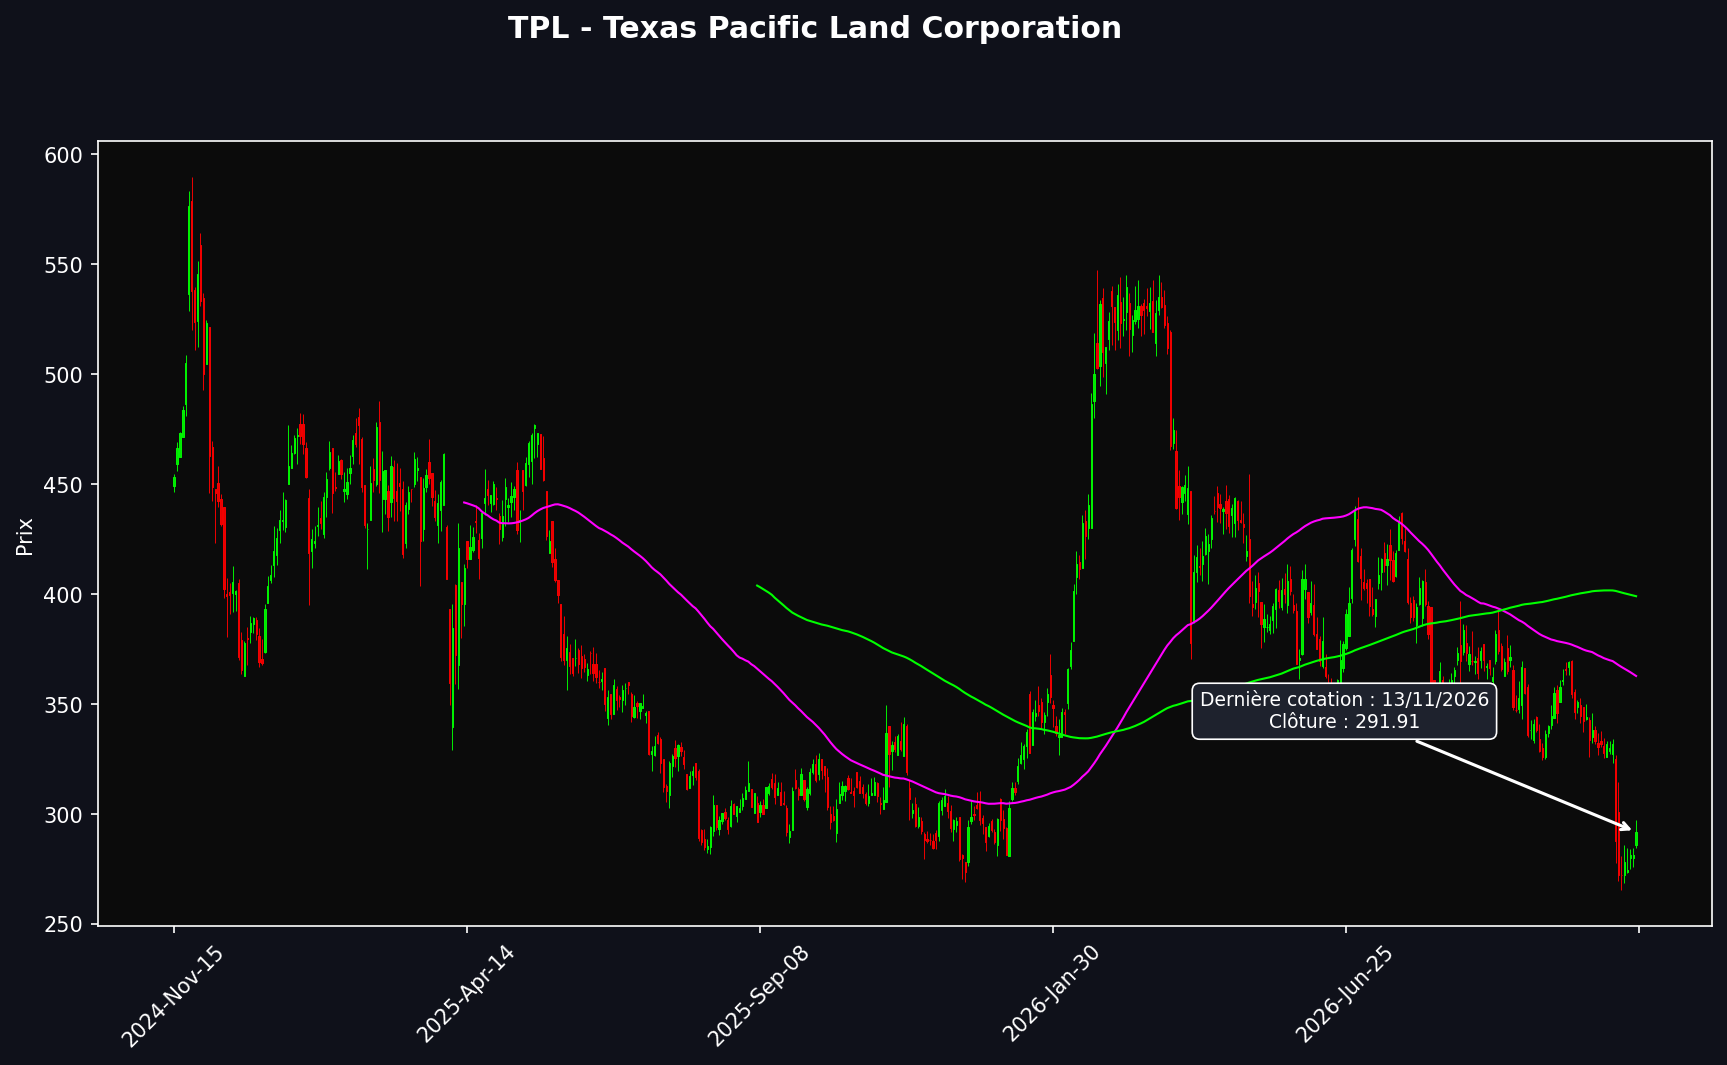 TPL - Texas Pacific Land Corporation
Prix
600
550
500
450
400
350
300
250
Dernière cotation : 13/11/2026
Clôture : 291.91
2024-Nov-15
2025-Apr-14
2025-Sep-08
2026-Jan-30
2026-Jun-25